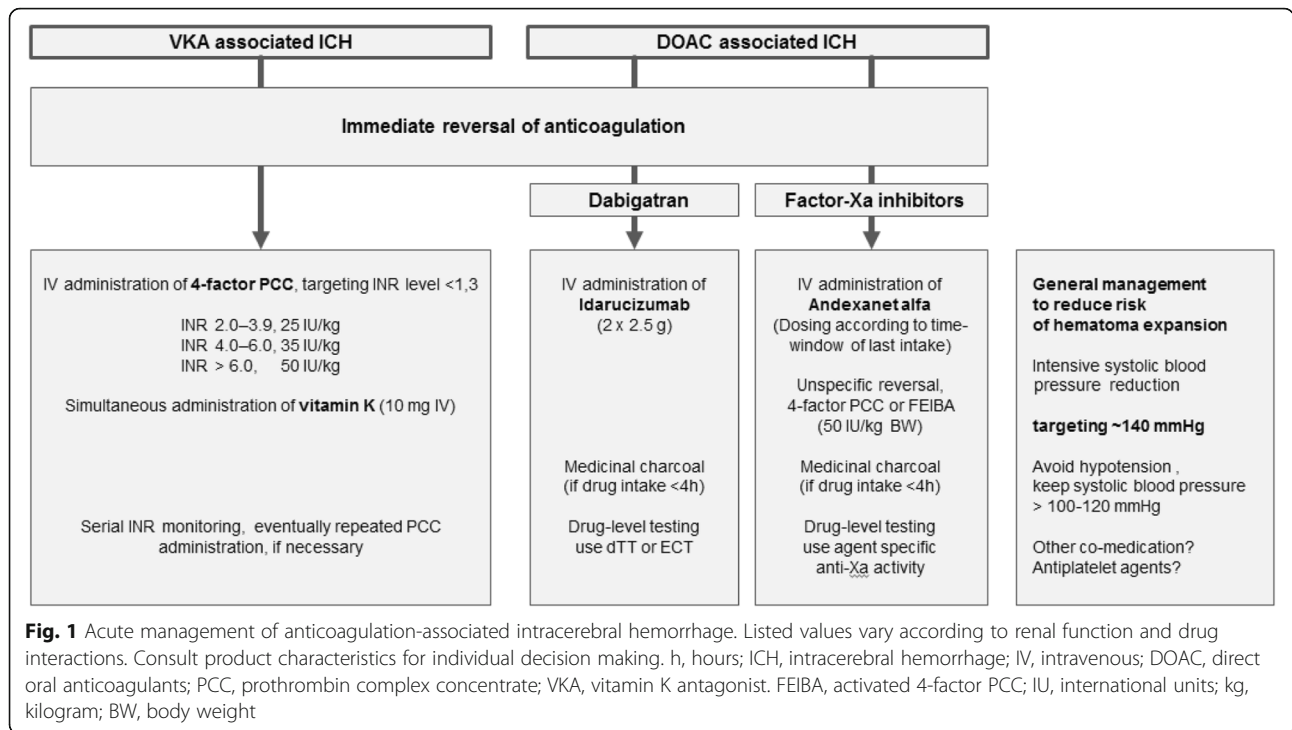 VKA associated ICH
DOAC associated ICH
Immediate reversal of anticoagulation
Dabigatran
Factor-Xa inhibitors
IV administration of 4-factor PCC, targeting INR level <1,3
INR 2.0–3.9, 25 IU/kg
INR 4.0–6.0, 35 IU/kg
INR > 6.0, 50 IU/kg
Simultaneous administration of vitamin K (10 mg IV)
Serial INR monitoring, eventually repeated PCC
administration, if necessary
IV administration of
Idarucizumab
(2 x 2.5 g)
Medicinal charcoal
(if drug intake <4h)
Drug-level testing
use dTT or ECT
IV administration of
Andexanet alfa
(Dosing according to time-
window of last intake)
Unspecific reversal,
4-factor PCC or FEIBA
(50 IU/kg BW)
Medicinal charcoal
(if drug intake <4h)
Drug-level testing
use agent specific
anti-Xa activity
General management
to reduce risk
of hematoma expansion
Intensive systolic blood
pressure reduction
targeting ~140 mmHg
Avoid hypotension ,
keep systolic blood pressure
> 100-120 mmHg
Other co-medication?
Antiplatelet agents?
Fig. 1 Acute management of anticoagulation-associated intracerebral hemorrhage. Listed values vary according to renal function and drug
interactions. Consult product characteristics for individual decision making. h, hours; ICH, intracerebral hemorrhage; IV, intravenous; DOAC, direct
oral anticoagulants; PCC, prothrombin complex concentrate; VKA, vitamin K antagonist. FEIBA, activated 4-factor PCC; IU, international units; kg,
kilogram; BW, body weight